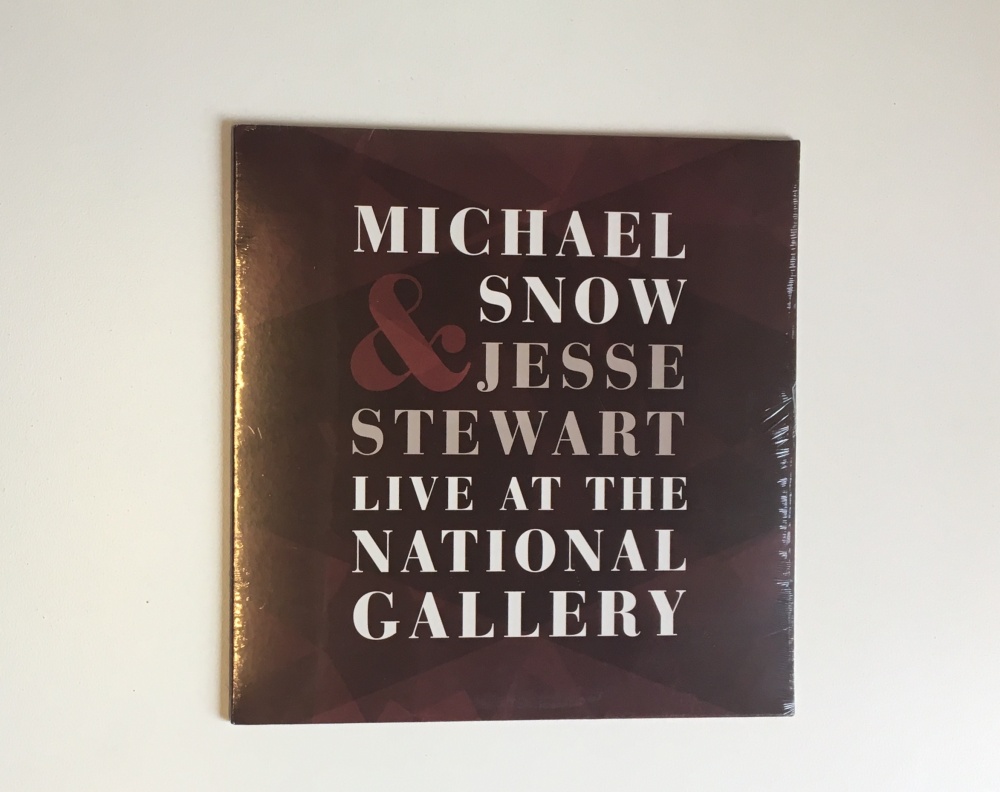 MICHAEL
SNOW
& JESSE
STEWART
LIVE AT THE
NATIONAL
GALLERY